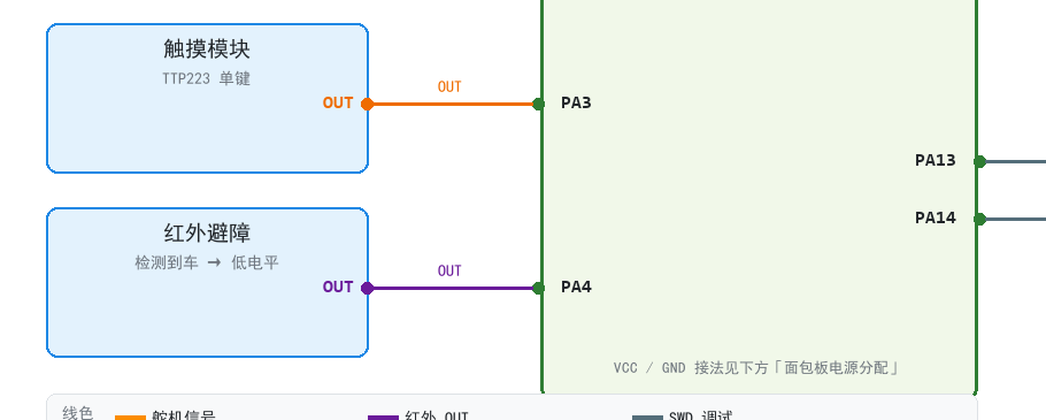 触摸模块
TTP223 单键
OUT
OUT
PA3
PA13
PA14
红外避障
检测到车 → 低电平
OUT
OUT
PA4
VCC / GND 接法见下方「面包板电源分配」
线色
舵机信号
红外 OUT
SWD 调试